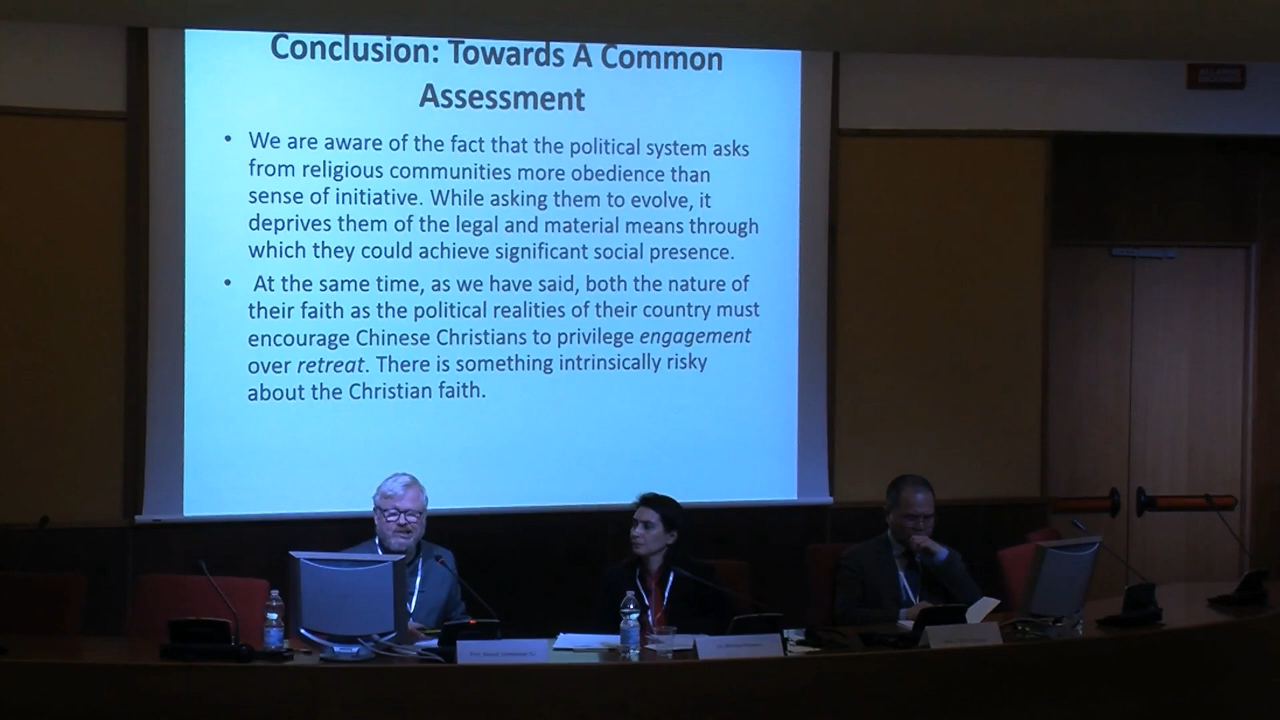 Conclusion: Towards A Common
Assessment
• We are aware of the fact that the political system asks
from religious communities more obedience than
sense of initiative. While asking them to evolve, it
deprives them of the legal and material means through
which they could achieve significant social presence.
• At the same time, as we have said, both the nature of
their faith as the political realities of their country must
encourage Chinese Christians to privilege engagement
over retreat. There is something intrinsically risky
about the Christian faith.